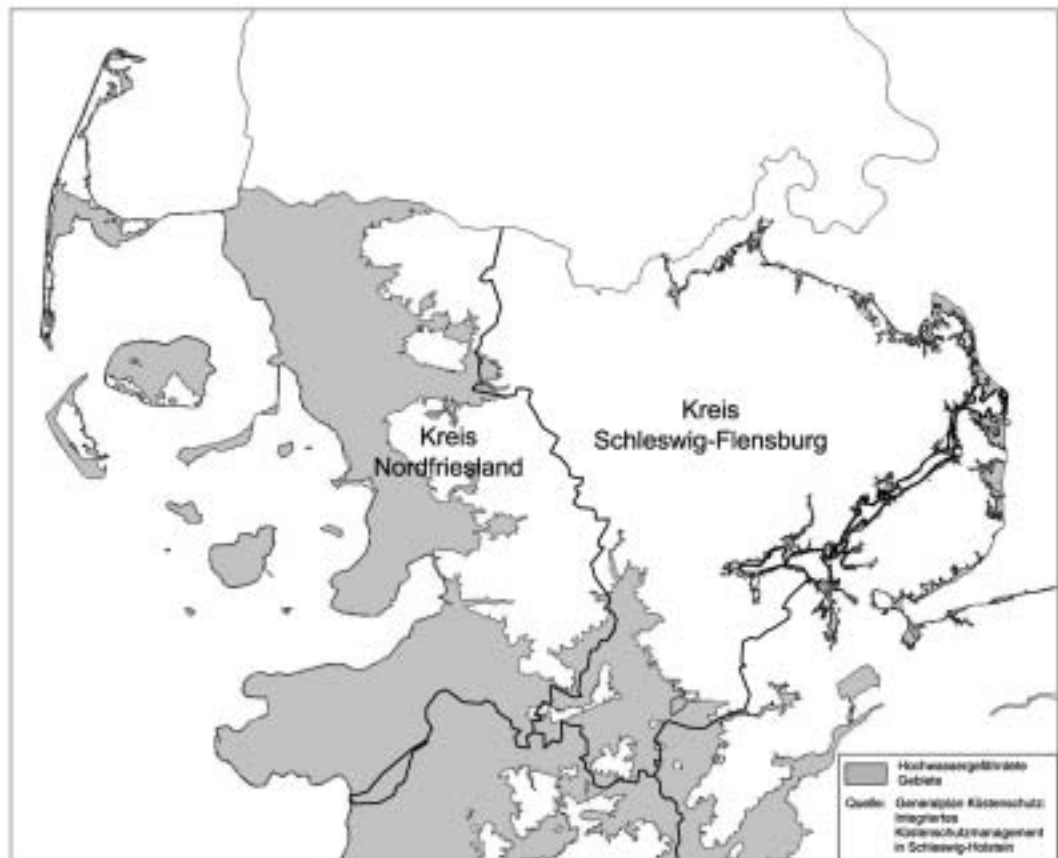 Kreis
Nordfriesland
Kreis
Schleswig-Flensburg
Hochwassergefährdete
Gebiete
Quelle: Generalplan Küstenschutz:
Integriertes
Küstenschutzmanagement
in Schleswig-Holstein